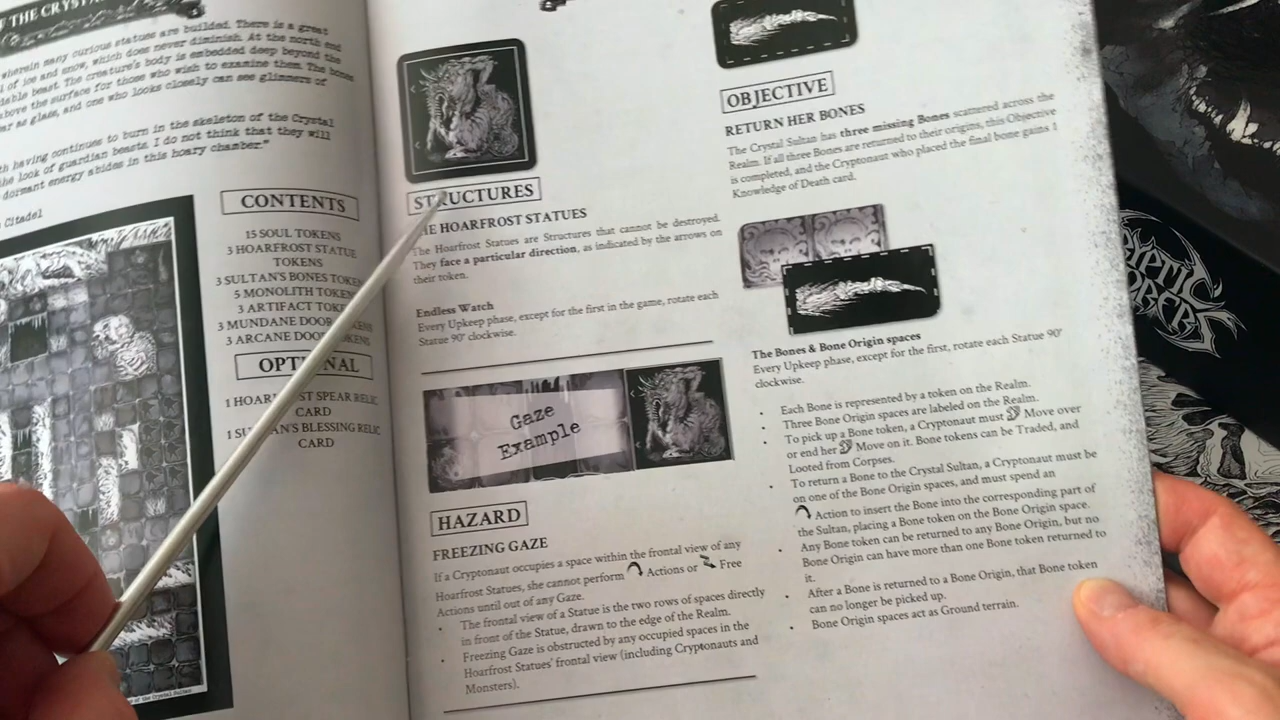 OF THE CRYSTA
wherein many curious statues are builded. There is a great
of ice and snow, which does never diminish. At the north end
dable beast. The creature's body is embedded deep beyond the
above the surface for those who wish to examine them. The bones
ar as glass, and one who looks closely can see glimmers of
h having continues to burn in the skeleton of the Crystal
the look of guardian beasts. I do not think that they will
dormant energy abides in this hoary chamber."
Citadel
CONTENTS
15 SOUL TOKENS
3 HOARFROST STATUE
TOKENS
3 SULTAN'S BONES TOKENS
5 MONOLITH TOKENS
3 ARTIFACT TOKENS
3 MUNDANE DOOR TOKENS
3 ARCANE DOOR TOKENS
OPTIONAL
1 HOARFROST SPEAR RELIC
CARD
1 SULTAN'S BLESSING RELIC
CARD
of the Crystal Sultan
STRUCTURES
THE HOARFROST STATUES
The Hoarfrost Statues are Structures that cannot be destroyed.
They face a particular direction, as indicated by the arrows on
their token.
Endless Watch
Every Upkeep phase, except for the first in the game, rotate each
Statue 90° clockwise.
Gaze
Example
HAZARD
FREEZING GAZE
If a Cryptonaut occupies a space within the frontal view of any
Hoarfrost Statues, she cannot perform Actions or Free
Actions until out of any Gaze.
• The frontal view of a Statue is the two rows of spaces directly
in front of the Statue, drawn to the edge of the Realm.
• Freezing Gaze is obstructed by any occupied spaces in the
Hoarfrost Statues' frontal view (including Cryptonauts and
Monsters).
OBJECTIVE
RETURN HER BONES
The Crystal Sultan has three missing Bones scattered across the
Realm. If all three Bones are returned to their origins, this Objective
is completed, and the Cryptonaut who placed the final bone gains 1
Knowledge of Death card.
The Bones & Bone Origin spaces
Every Upkeep phase, except for the first, rotate each Statue 90°
clockwise.
• Each Bone is represented by a token on the Realm.
• Three Bone Origin spaces are labeled on the Realm.
• To pick up a Bone token, a Cryptonaut must Move over
or end her Move on it. Bone tokens can be Traded, and
Looted from Corpses.
• To return a Bone to the Crystal Sultan, a Cryptonaut must be
on one of the Bone Origin spaces, and must spend an
Action to insert the Bone into the corresponding part of
the Sultan, placing a Bone token on the Bone Origin space.
• Any Bone token can be returned to any Bone Origin, but no
Bone Origin can have more than one Bone token returned to
it.
• After a Bone is returned to a Bone Origin, that Bone token
can no longer be picked up.
• Bone Origin spaces act as Ground terrain.